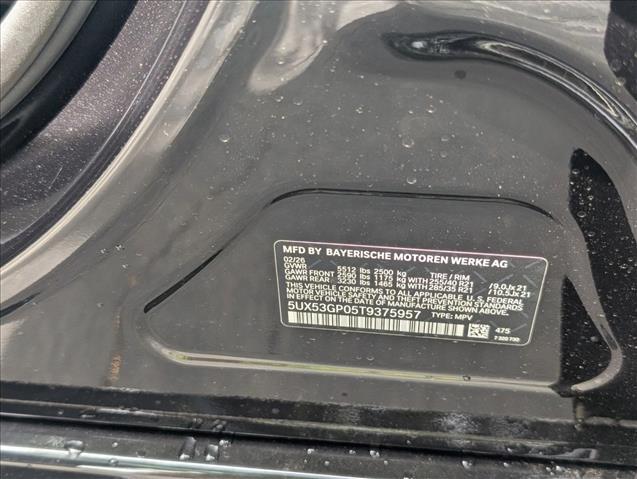 MFD BY BAYERISCHE MOTOREN WERKE AG
02/26
GVWR 5512 lbs 2500 kg TIRE / RIM
GAWR FRONT 2590 lbs 1175 kg WITH 255/40 R21 /9.0Jx21
GAWR REAR 3230 lbs 1465 kg WITH 285/35 R21 /10.5Jx21
THIS VEHICLE CONFORMS TO ALL APPLICABLE U.S. FEDERAL
MOTOR VEHICLE SAFETY AND THEFT PREVENTION STANDARDS
IN EFFECT ON THE DATE OF MANUFACTURE SHOWN ABOVE.
5UX53GP05T9375957 TYPE: MPV
475
7 320 730